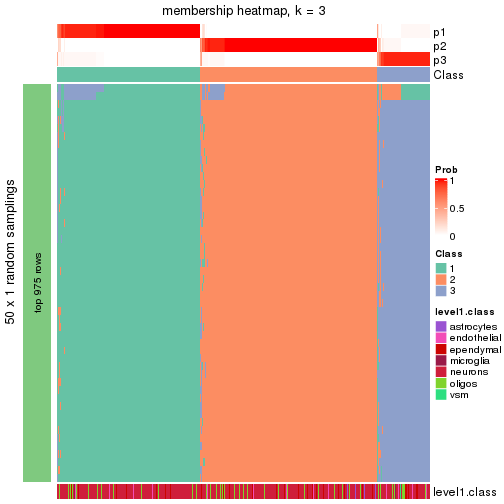 membership heatmap, k = 3
p1
p2
p3
Class
50 x 1 random samplings
top 975 rows
Prob
1
0.5
0
Class
1
2
3
level1.class
astrocytes
endothelial
ependymal
microglia
neurons
oligos
vsm
level1.class